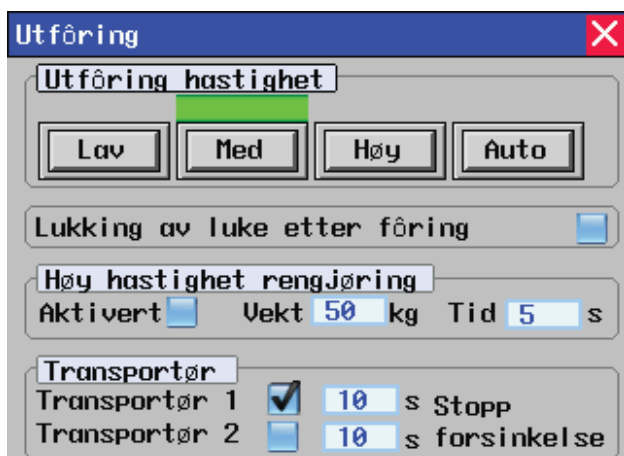 Utfôring
Utfôring hastighet
Lav Med Høy Auto
Lukking av luke etter fôring
Høy hastighet rengjøring
Aktivert Vekt 50 kg Tid 5 s
Transportør
Transportør 1 10 s Stopp
Transportør 2 10 s forsinkelse